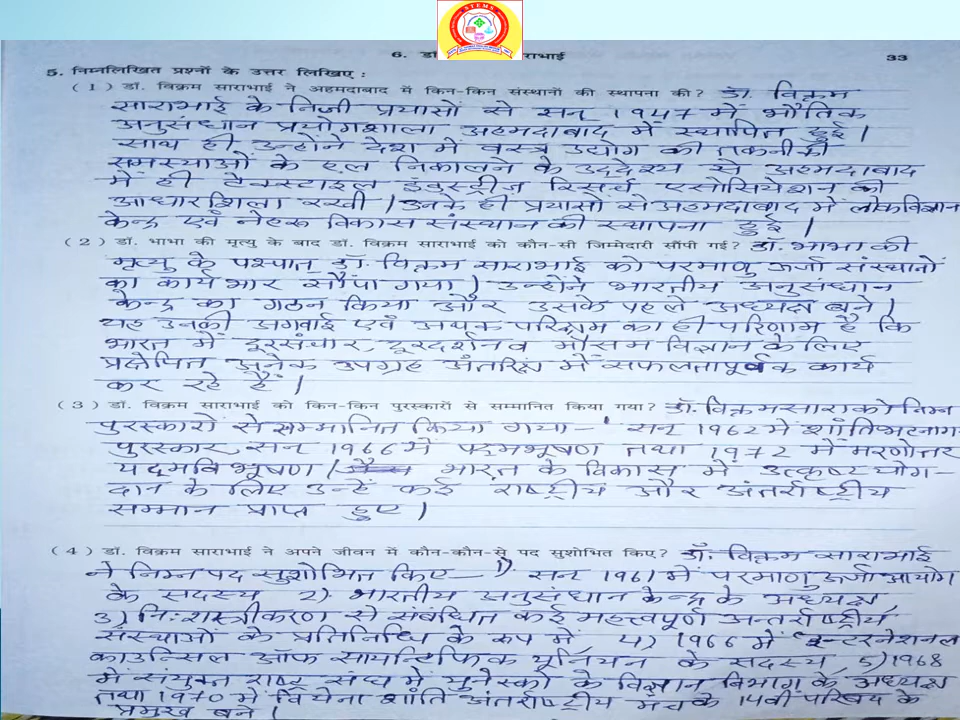 STEMS
6. डॉ. विक्रम साराभाई 33
5. निम्नलिखित प्रश्नों के उत्तर लिखिए :
(1) डॉ. विक्रम साराभाई ने अहमदाबाद में किन-किन संस्थानों की स्थापना की? डॉ. विक्रम
साराभाई के निजी प्रयासों से सन् 1947 में भौतिक
अनुसंधान प्रयोगशाला अहमदाबाद में स्थापित हुई।
साथ ही उन्होंने देश में वस्त्र उद्योग की तकनीकी
समस्याओं के हल निकालने के उद्देश्य से अहमदाबाद
में ही टैक्सटाइल इंडस्ट्रीज रिसर्च एसोसियेशन की
आधारशिला रखी। उनके ही प्रयासों से अहमदाबाद में लोकविज्ञान
केन्द्र एवं नेहरू विकास संस्थान की स्थापना हुई।
(2) डॉ. भाभा की मृत्यु के बाद डॉ. विक्रम साराभाई को कौन-सी जिम्मेदारी सौंपी गई? डॉ. भाभा की
मृत्यु के पश्चात् डॉ. विक्रम साराभाई को परमाणु ऊर्जा संस्थानों
का कार्यभार सौंपा गया। उन्होंने भारतीय अनुसंधान
केन्द्र का गठन किया और उसके पहले अध्यक्ष बने।
यह उनकी अगवाई एवं अथक परिश्रम का ही परिणाम है कि
भारत में दूरसंचार, दूरदर्शन व मौसम विज्ञान के लिए
प्रक्षेपित अनेक उपग्रह अंतरिक्ष में सफलतापूर्वक कार्य
कर रहे हैं।
(3) डॉ. विक्रम साराभाई को किन-किन पुरस्कारों से सम्मानित किया गया? डॉ. विक्रम सारा को निम्न
पुरस्कारों से सम्मानित किया गया- सन् 1962 में शांतिभटनागर
पुरस्कार, सन् 1966 में पद्मभूषण तथा 1972 में मरणोत्तर
पद्मविभूषण। भारत के विकास में उत्कृष्ट योग-
दान के लिए उन्हें कई राष्ट्रीय और अंतर्राष्ट्रीय
सम्मान प्राप्त हुए।
(4) डॉ. विक्रम साराभाई ने अपने जीवन में कौन-कौन-से पद सुशोभित किए? डॉ. विक्रम साराभाई
ने निम्न पद सुशोभित किए- 1) सन् 1961 में परमाणु ऊर्जा आयोग
के सदस्य 2) भारतीय अनुसंधान केन्द्र के अध्यक्ष,
3) नि:शस्त्रीकरण से संबंधित कई महत्त्वपूर्ण अन्तर्राष्ट्रीय
संस्थाओं के प्रतिनिधि के रूप में, 4) 1966 में इन्टरनेशनल
काउन्सिल ऑफ सायन्टिफिक यूनियन के सदस्य, 5) 1968
में संयुक्त राष्ट्र संघ में युनेस्को के विज्ञान विभाग के अध्यक्ष
तथा 1970 में वियेना शांति अंतर्राष्ट्रीय मंच के 14वी परिषद के
प्रमुख बने।